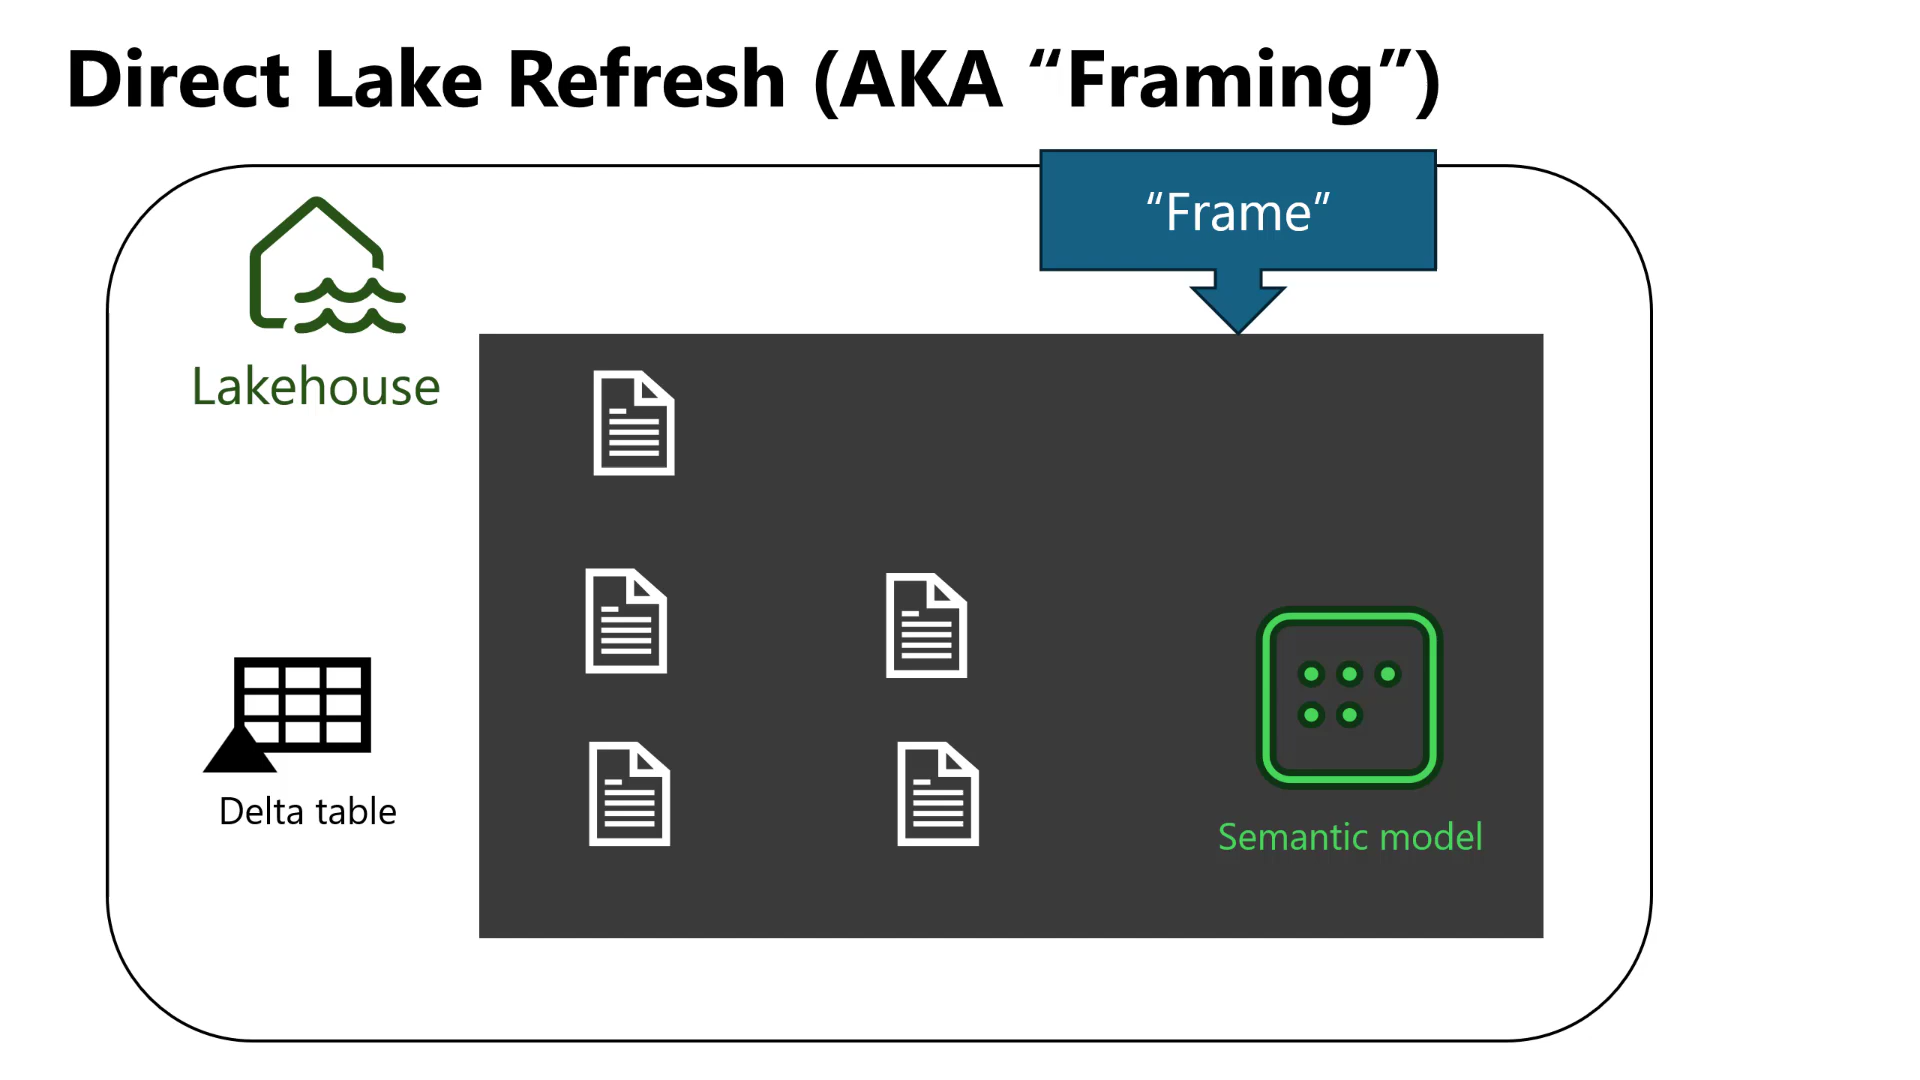 Direct Lake Refresh (AKA “Framing”)
“Frame”
Lakehouse
Delta table
Semantic model